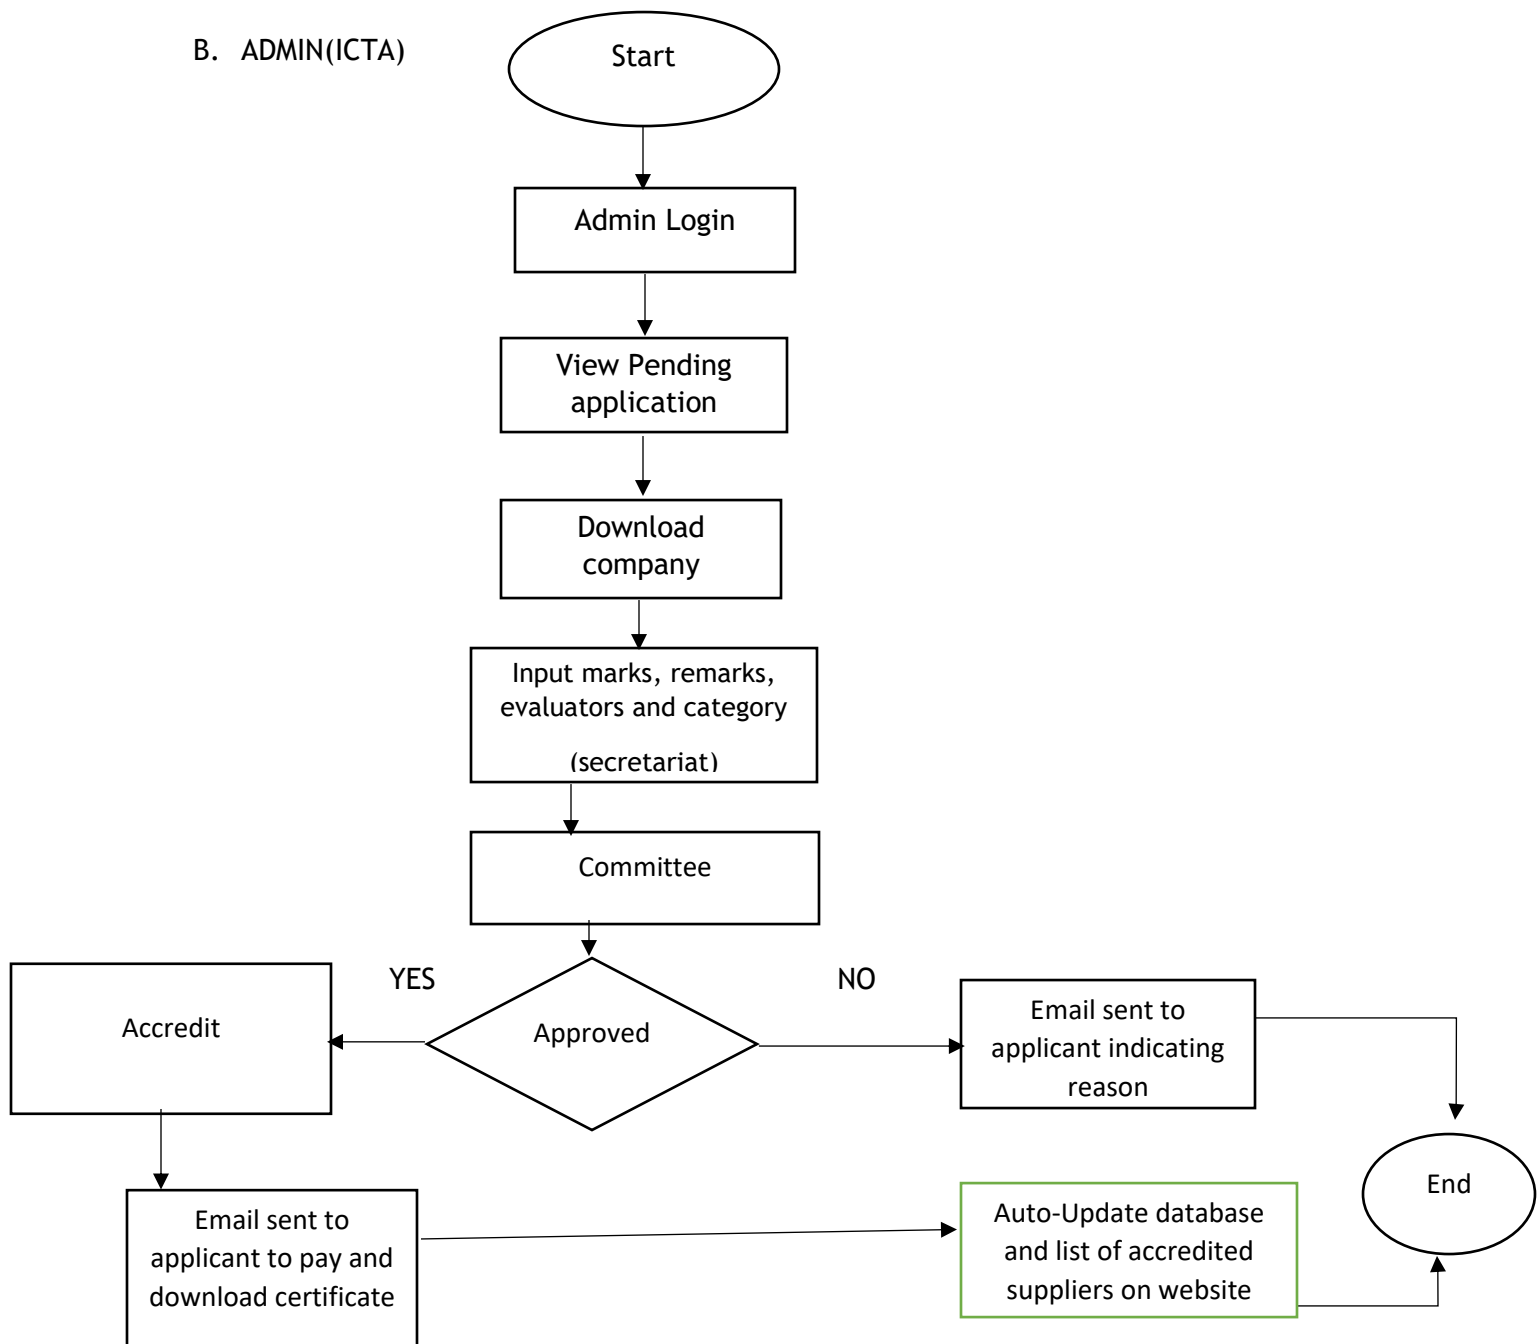 B. ADMIN(ICTA)
Start
Admin Login
View Pending
application
Download
company
Input marks, remarks,
evaluators and category
(secretariat)
Committee
YES
NO
Accredit
Approved
Email sent to
applicant indicating
reason
End
Email sent to
applicant to pay and
download certificate
Auto-Update database
and list of accredited
suppliers on website